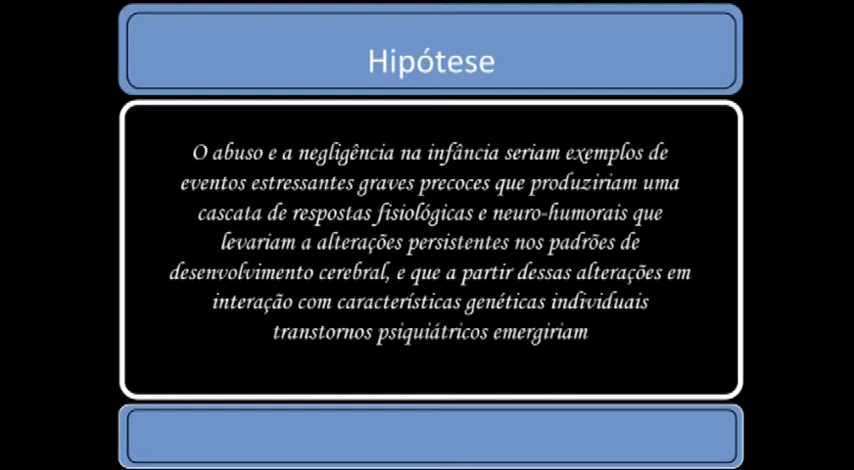 Hipótese
O abuso e a negligência na infância seriam exemplos de
eventos estressantes graves precoces que produziriam uma
cascata de respostas fisiológicas e neuro-humorais que
levariam a alterações persistentes nos padrões de
desenvolvimento cerebral, e que a partir dessas alterações em
interação com características genéticas individuais
transtornos psiquiátricos emergiriam